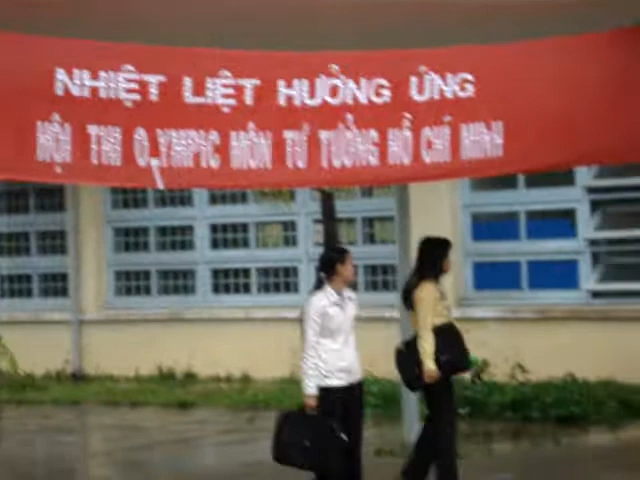 NHIỆT LIỆT HƯỞNG ỨNG
HỘI THI OLYMPIC MÔN TƯ TƯỞNG HỒ CHÍ MINH